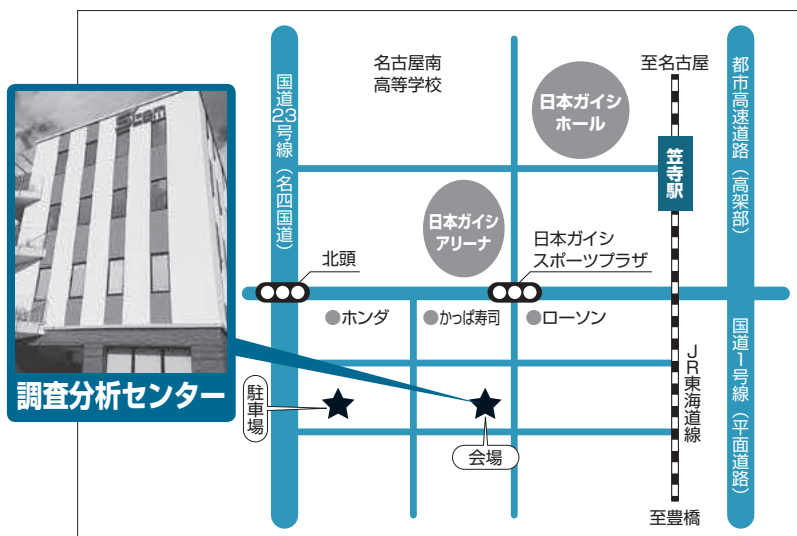 名古屋南
高等学校
至名古屋
日本ガイシ
ホール
都市高速道路（高架部）
国道23号線（名四国道）
笠寺駅
Scam
日本ガイシ
アリーナ
日本ガイシ
スポーツプラザ
北頭
ホンダ
かっぱ寿司
ローソン
国道1号線（平面道路）
JR東海道線
調査分析センター
駐車場
会場
至豊橋